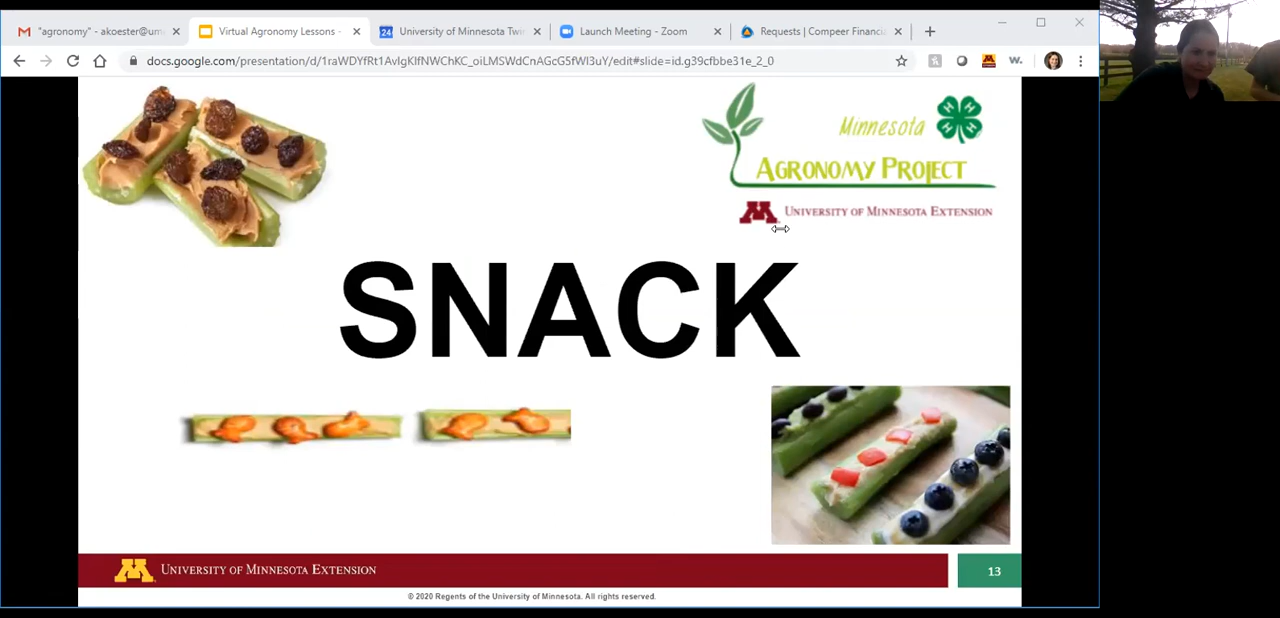 "agronomy" - akoester@um
Virtual Agronomy Lessons -
24
University of Minnesota Twi
Launch Meeting - Zoom
Requests | Compeer Financi
docs.google.com/presentation/d/1raWDYfRt1AvIgKlfNWChKC_oiLMSWdCnAGcG5fWI3uY/edit#slide=id.g39cfbbe31e_2_0
Minnesota
H H H H
AGRONOMY PROJECT
M UNIVERSITY OF MINNESOTA EXTENSION
SNACK
M UNIVERSITY OF MINNESOTA EXTENSION
13
© 2020 Regents of the University of Minnesota. All rights reserved.